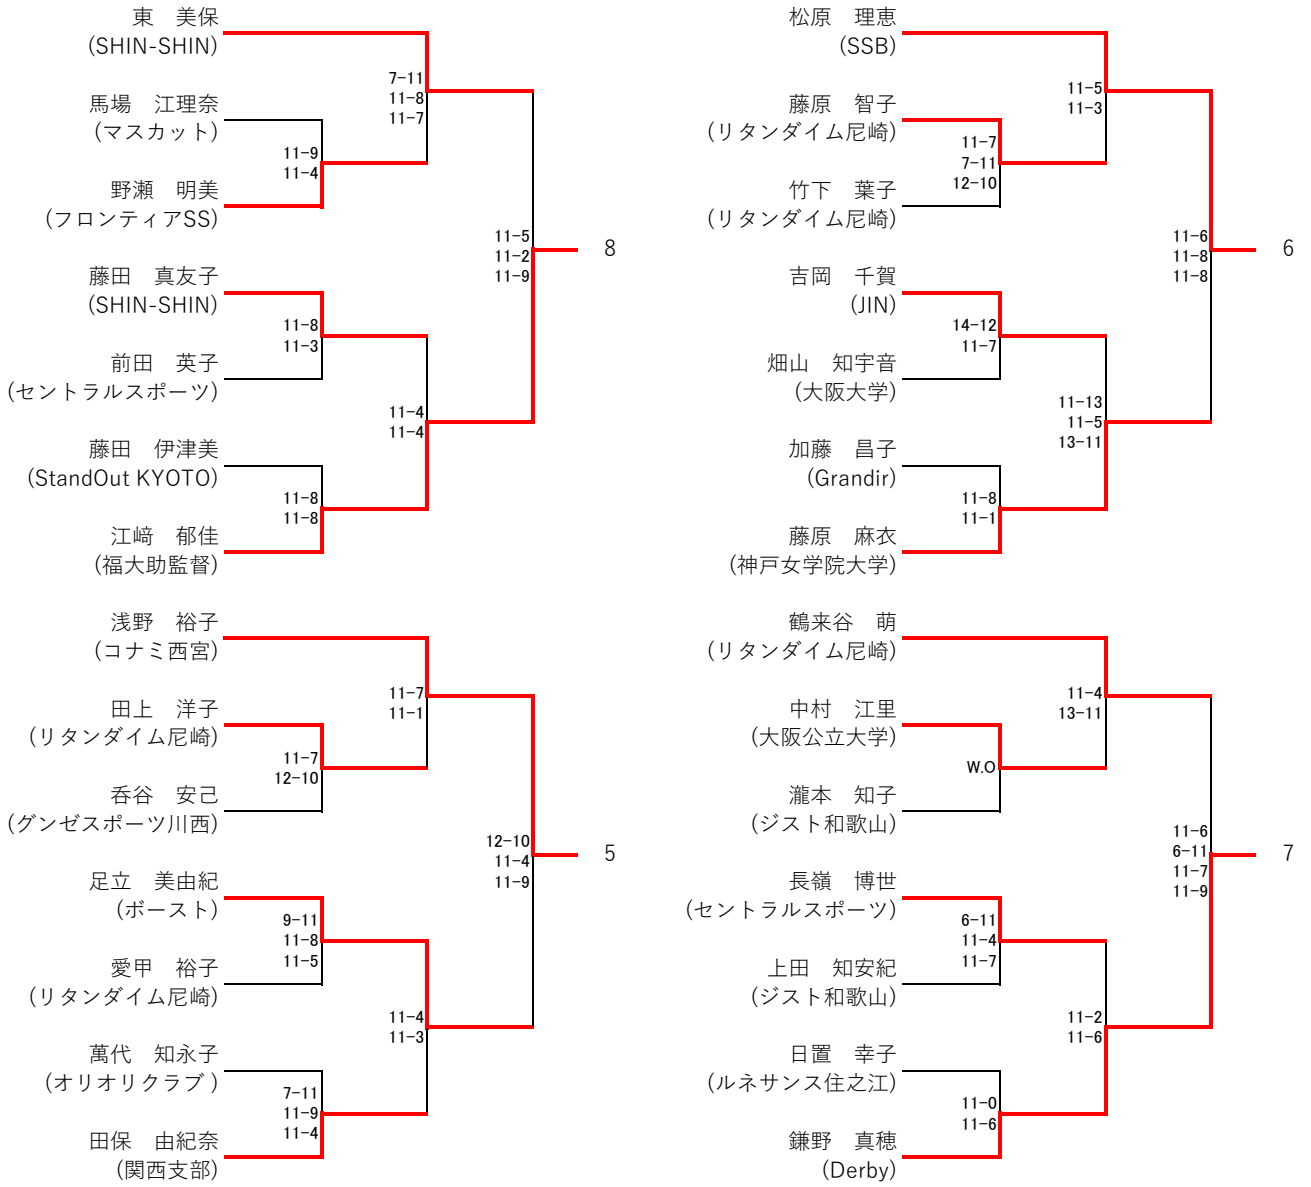 東　美保
(SHIN-SHIN)
7-11
11-8
11-7
馬場　江理奈
(マスカット)
11-9
11-4
野瀬　明美
(フロンティアSS)
11-5
11-2
11-9
8
藤田　真友子
(SHIN-SHIN)
11-8
11-3
前田　英子
(セントラルスポーツ)
11-4
11-4
藤田　伊津美
(StandOut KYOTO)
11-8
11-8
江﨑　郁佳
(福大助監督)
松原　理恵
(SSB)
11-5
11-3
藤原　智子
(リタンダイム尼崎)
11-7
7-11
12-10
竹下　葉子
(リタンダイム尼崎)
11-6
11-8
11-8
6
吉岡　千賀
(JIN)
14-12
11-7
畑山　知宇音
(大阪大学)
11-13
11-5
13-11
加藤　昌子
(Grandir)
11-8
11-1
藤原　麻衣
(神戸女学院大学)
浅野　裕子
(コナミ西宮)
11-7
11-1
田上　洋子
(リタンダイム尼崎)
11-7
12-10
呑谷　安己
(グンゼスポーツ川西)
12-10
11-4
11-9
5
足立　美由紀
(ボースト)
9-11
11-8
11-5
愛甲　裕子
(リタンダイム尼崎)
11-4
11-3
萬代　知永子
(オリオリクラブ )
7-11
11-9
11-4
田保　由紀奈
(関西支部)
鶴来谷　萌
(リタンダイム尼崎)
11-4
13-11
中村　江里
(大阪公立大学)
W.O
瀧本　知子
(ジスト和歌山)
11-6
6-11
11-7
11-9
7
長嶺　博世
(セントラルスポーツ)
6-11
11-4
11-7
上田　知安紀
(ジスト和歌山)
11-2
11-6
日置　幸子
(ルネサンス住之江)
11-0
11-6
鎌野　真穂
(Derby)